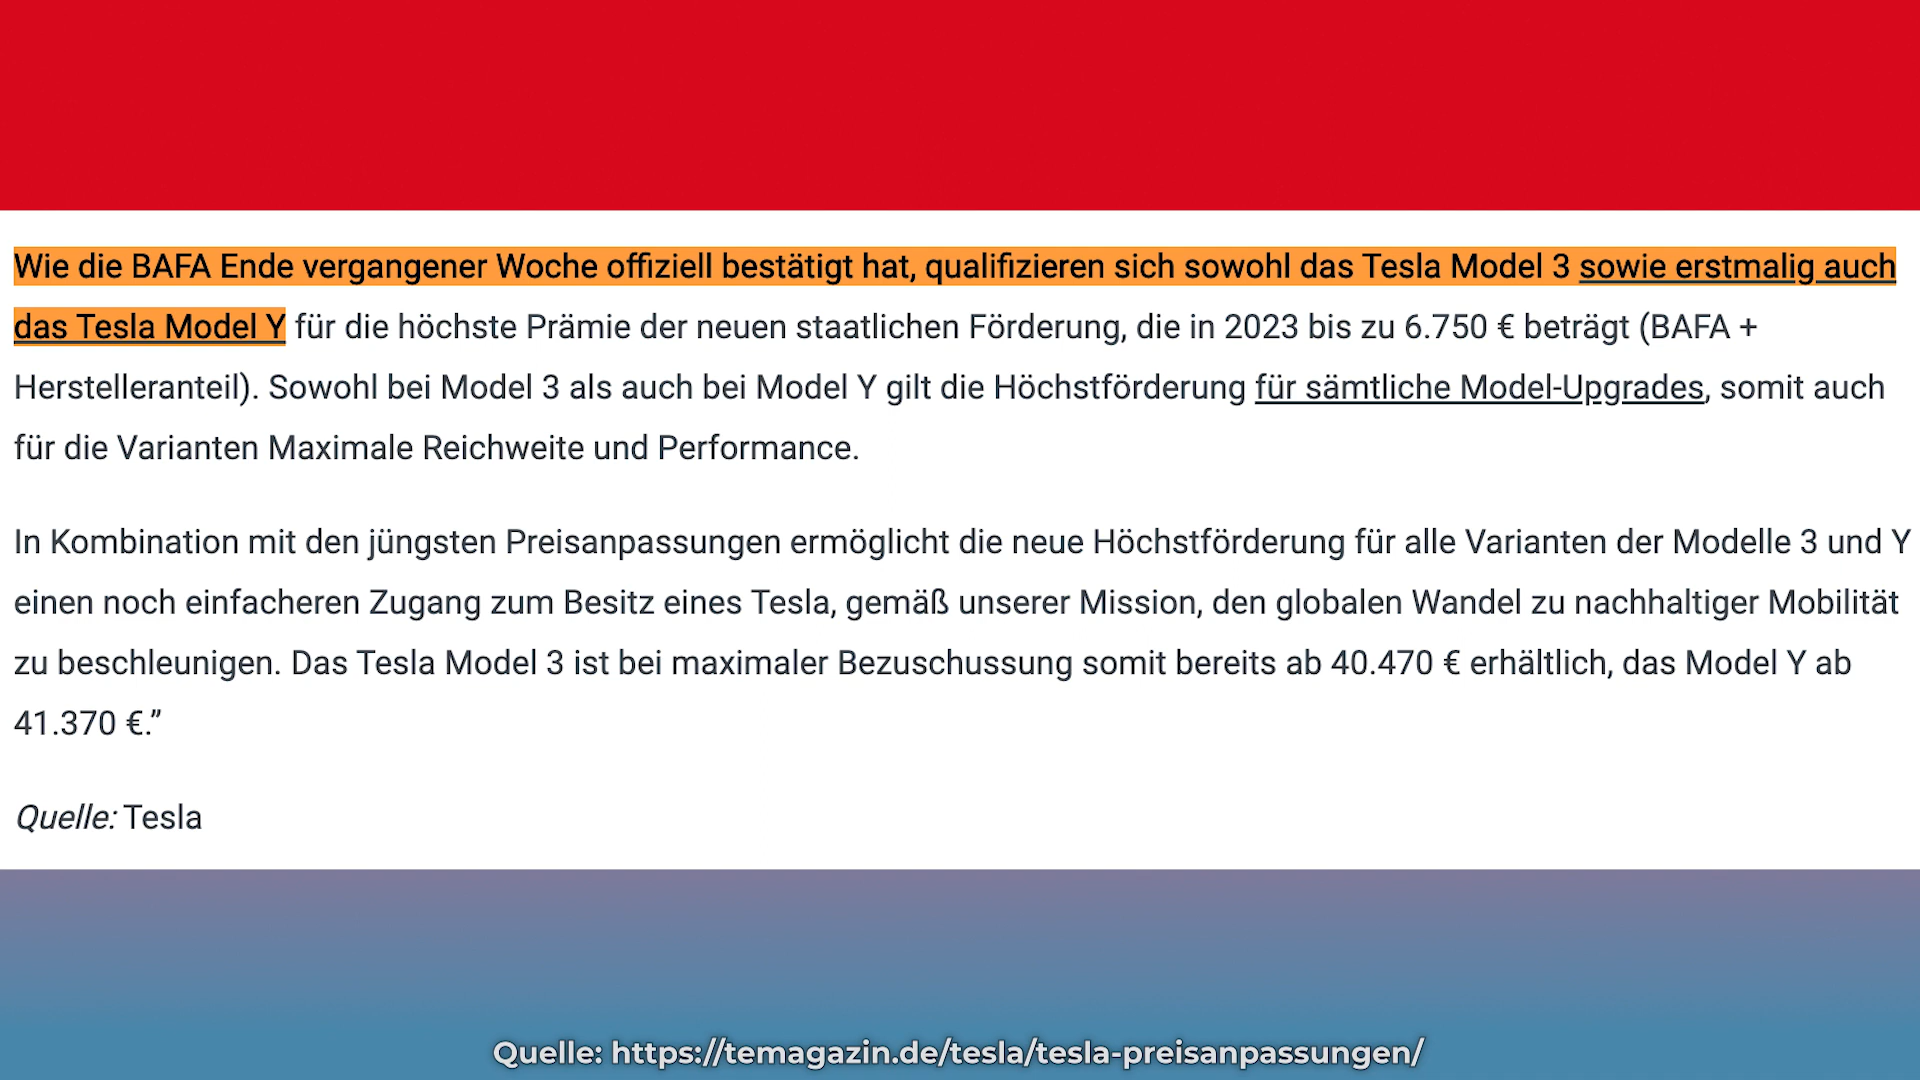 Wie die BAFA Ende vergangener Woche offiziell bestätigt hat, qualifizieren sich sowohl das Tesla Model 3 sowie erstmalig auch
das Tesla Model Y für die höchste Prämie der neuen staatlichen Förderung, die in 2023 bis zu 6.750 € beträgt (BAFA +
Herstelleranteil). Sowohl bei Model 3 als auch bei Model Y gilt die Höchstförderung für sämtliche Model-Upgrades, somit auch
für die Varianten Maximale Reichweite und Performance.
In Kombination mit den jüngsten Preisanpassungen ermöglicht die neue Höchstförderung für alle Varianten der Modelle 3 und Y
einen noch einfacheren Zugang zum Besitz eines Tesla, gemäß unserer Mission, den globalen Wandel zu nachhaltiger Mobilität
zu beschleunigen. Das Tesla Model 3 ist bei maximaler Bezuschussung somit bereits ab 40.470 € erhältlich, das Model Y ab
41.370 €.”
Quelle: Tesla
Quelle: https://temagazin.de/tesla/tesla-preisanpassungen/